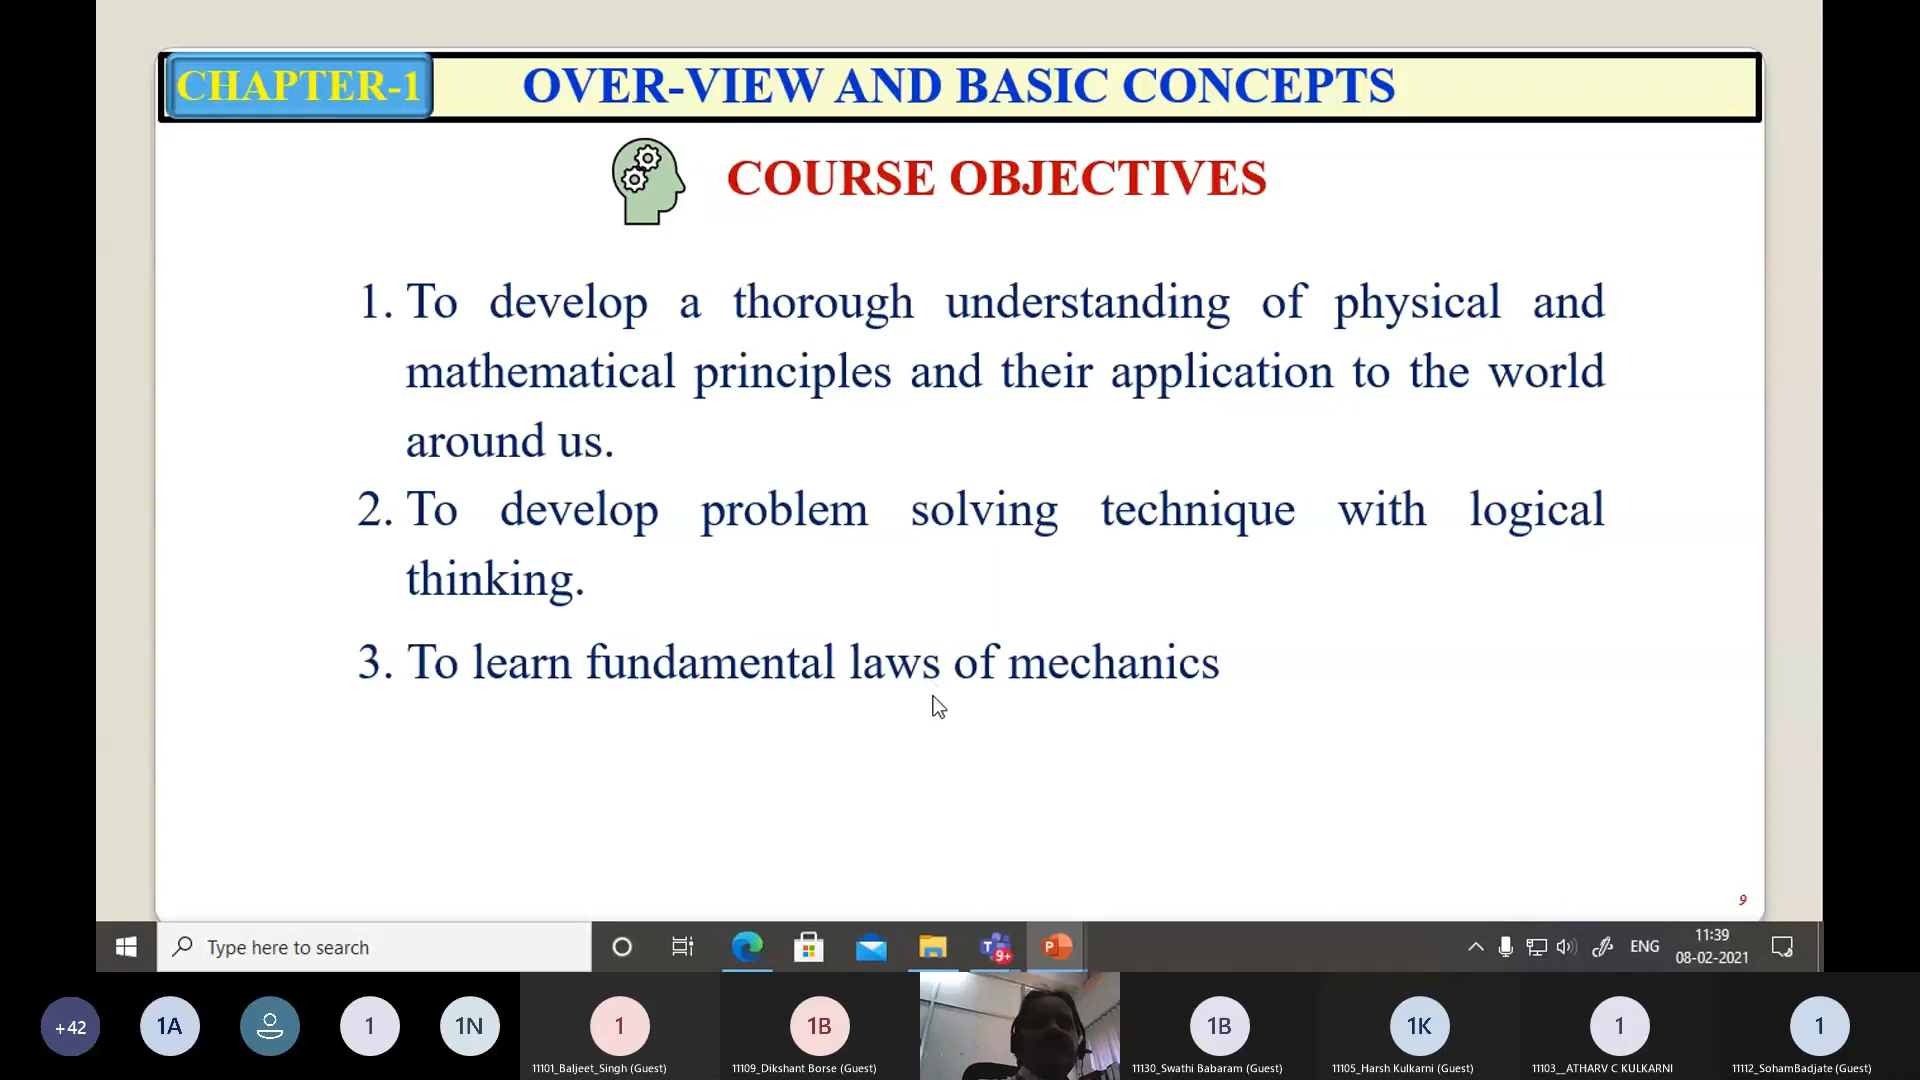 CHAPTER-1
OVER-VIEW AND BASIC CONCEPTS
COURSE OBJECTIVES
1. To develop a thorough understanding of physical and
mathematical principles and their application to the world
around us.
2. To develop problem solving technique with logical
thinking.
3. To learn fundamental laws of mechanics
9
Type here to search
T
9+
P
ENG
11:39
08-02-2021
+42
1A
1
1N
1
1B
1B
1K
1
1
11101_Baljeet_Singh (Guest)
11109_Dikshant Borse (Guest)
11130_Swathi Babaram (Guest)
11105_Harsh Kulkarni (Guest)
11103__ATHARV C KULKARNI
11112_SohamBadjate (Guest)